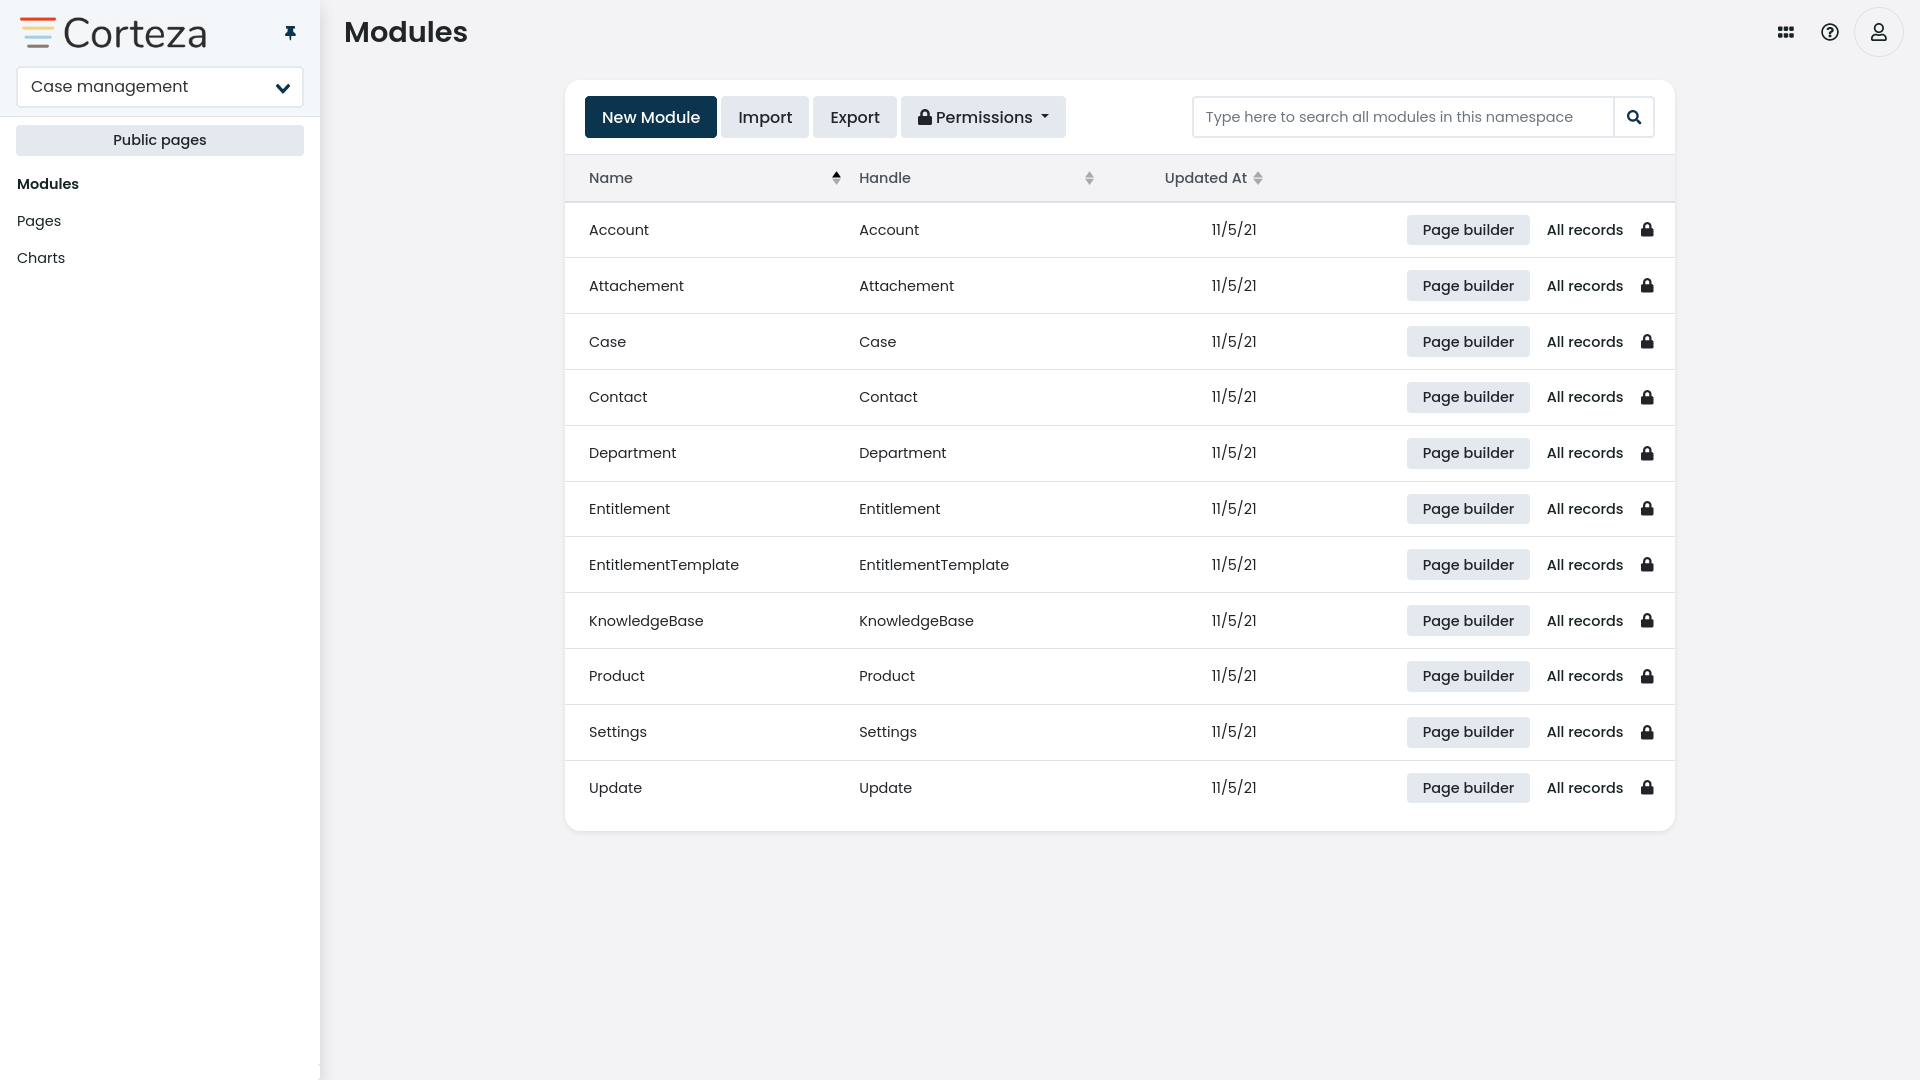 Corteza
Modules
Case management
Public pages
Modules
Pages
Charts
New Module Import Export Permissions Type here to search all modules in this namespace
Name Handle Updated At
Account Account 11/5/21 Page builder All records
Attachement Attachement 11/5/21 Page builder All records
Case Case 11/5/21 Page builder All records
Contact Contact 11/5/21 Page builder All records
Department Department 11/5/21 Page builder All records
Entitlement Entitlement 11/5/21 Page builder All records
EntitlementTemplate EntitlementTemplate 11/5/21 Page builder All records
KnowledgeBase KnowledgeBase 11/5/21 Page builder All records
Product Product 11/5/21 Page builder All records
Settings Settings 11/5/21 Page builder All records
Update Update 11/5/21 Page builder All records